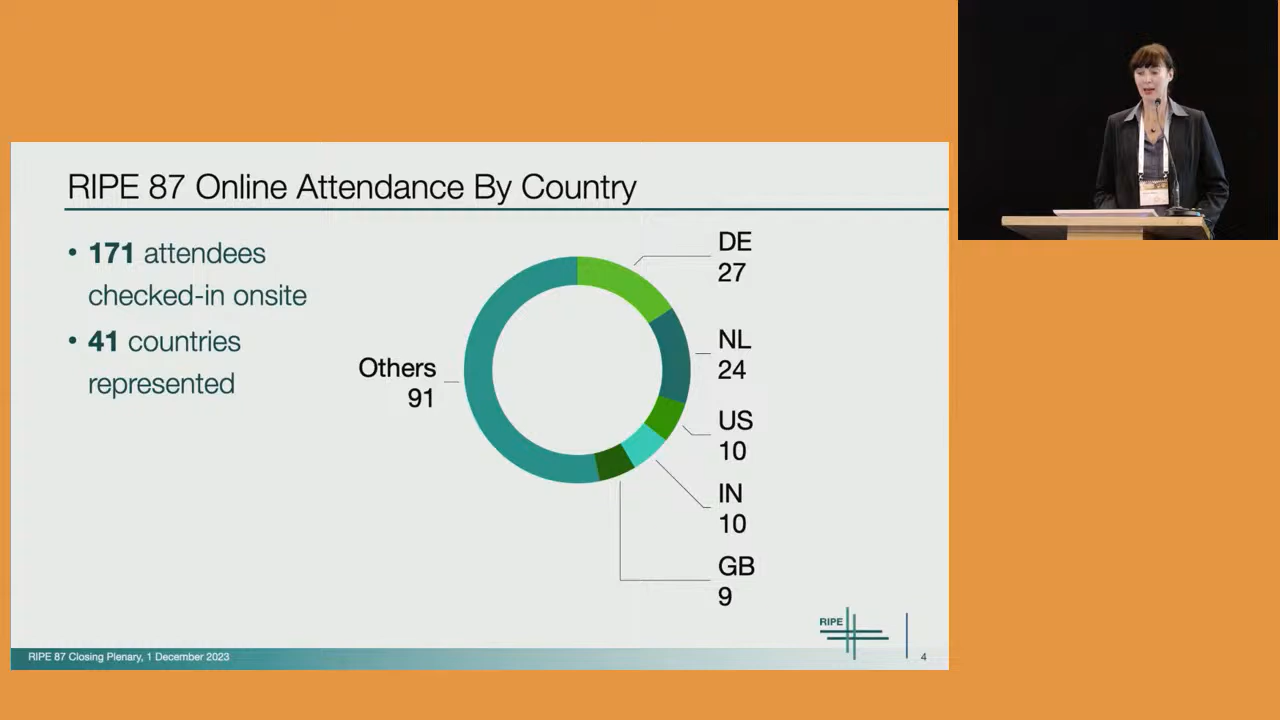 RIPE 87 Online Attendance By Country
• 171 attendees
checked-in onsite
• 41 countries
represented
DE
27
NL
24
US
10
IN
10
GB
9
Others
91
RIPE
RIPE 87 Closing Plenary, 1 December 2023
4